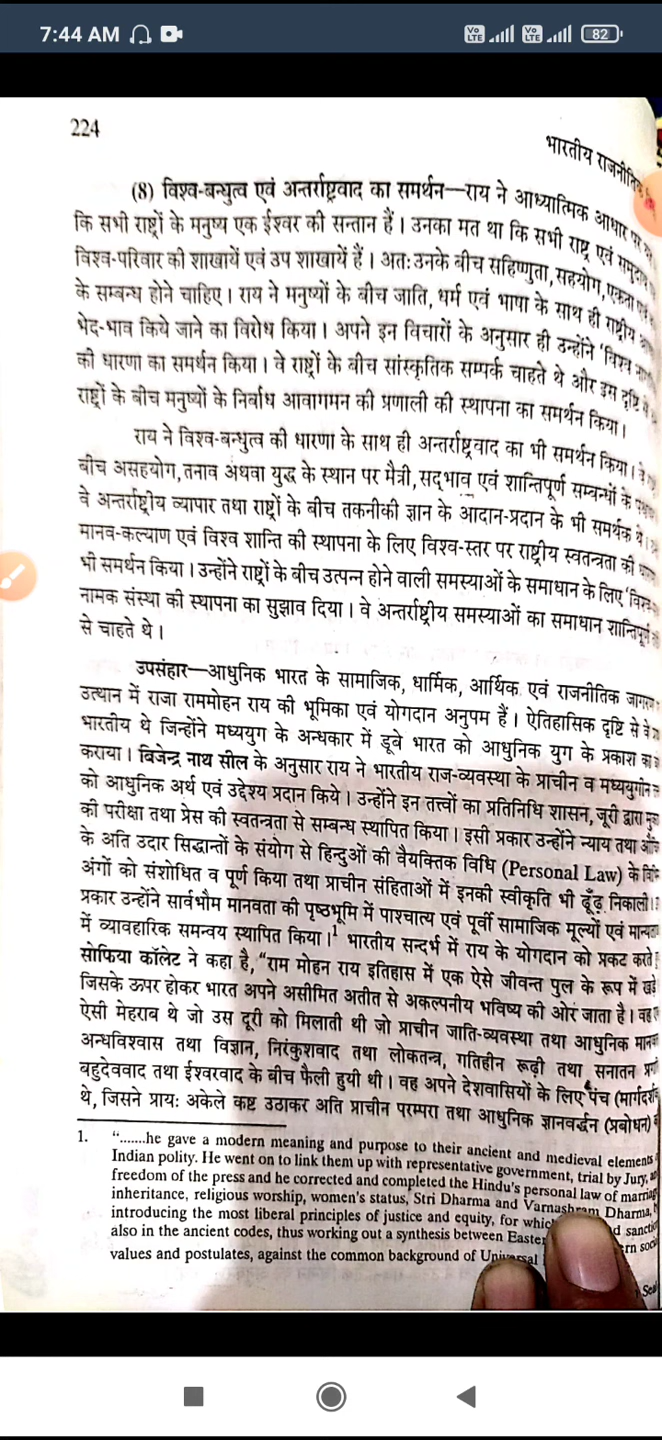 7:44 AM
Vo LTE
Vo LTE
82
224
भारतीय राजनीतिक
(8) विश्व-बन्धुत्व एवं अन्तर्राष्ट्रवाद का समर्थन—राय ने आध्यात्मिक आधार पर
कि सभी राष्ट्रों के मनुष्य एक ईश्वर की सन्तान हैं। उनका मत था कि सभी राष्ट्र एवं समुदाय
विश्व-परिवार की शाखायें एवं उप शाखायें हैं। अत: उनके बीच सहिष्णुता, सहयोग, एकता
के सम्बन्ध होने चाहिए। राय ने मनुष्यों के बीच जाति, धर्म एवं भाषा के साथ ही राष्ट्रीय
भेद-भाव किये जाने का विरोध किया। अपने इन विचारों के अनुसार ही उन्होंने 'विश्व
की धारणा का समर्थन किया। वे राष्ट्रों के बीच सांस्कृतिक सम्पर्क चाहते थे और इस दृष्टि
राष्ट्रों के बीच मनुष्यों के निर्बाध आवागमन की प्रणाली की स्थापना का समर्थन किया।
राय ने विश्व-बन्धुत्व की धारणा के साथ ही अन्तर्राष्ट्रवाद का भी समर्थन किया।
बीच असहयोग, तनाव अथवा युद्ध के स्थान पर मैत्री, सद्भाव एवं शान्तिपूर्ण सम्बन्धों के
वे अन्तर्राष्ट्रीय व्यापार तथा राष्ट्रों के बीच तकनीकी ज्ञान के आदान-प्रदान के भी समर्थक थे।
मानव-कल्याण एवं विश्व शान्ति की स्थापना के लिए विश्व-स्तर पर राष्ट्रीय स्वतन्त्रता की
भी समर्थन किया। उन्होंने राष्ट्रों के बीच उत्पन्न होने वाली समस्याओं के समाधान के लिए
नामक संस्था की स्थापना का सुझाव दिया। वे अन्तर्राष्ट्रीय समस्याओं का समाधान शान्तिपूर्ण
से चाहते थे।
उपसंहार—आधुनिक भारत के सामाजिक, धार्मिक, आर्थिक एवं राजनीतिक जागरण
उत्थान में राजा राममोहन राय की भूमिका एवं योगदान अनुपम हैं। ऐतिहासिक दृष्टि से वे
भारतीय थे जिन्होंने मध्ययुग के अन्धकार में डूबे भारत को आधुनिक युग के प्रकाश का
कराया। बिजेन्द्र नाथ सील के अनुसार राय ने भारतीय राज-व्यवस्था के प्राचीन व मध्ययुगीन
को आधुनिक अर्थ एवं उद्देश्य प्रदान किये। उन्होंने इन तत्त्वों का प्रतिनिधि शासन, जूरी द्वारा
की परीक्षा तथा प्रेस की स्वतन्त्रता से सम्बन्ध स्थापित किया। इसी प्रकार उन्होंने न्याय तथा
के अति उदार सिद्धान्तों के संयोग से हिन्दुओं की वैयक्तिक विधि (Personal Law) के
अंगों को संशोधित व पूर्ण किया तथा प्राचीन संहिताओं में इनकी स्वीकृति भी ढूँढ़ निकाली।
प्रकार उन्होंने सार्वभौम मानवता की पृष्ठभूमि में पाश्चात्य एवं पूर्वी सामाजिक मूल्यों एवं
में व्यावहारिक समन्वय स्थापित किया।1 भारतीय सन्दर्भ में राय के योगदान को प्रकट करते
सोफिया कॉलेट ने कहा है, "राम मोहन राय इतिहास में एक ऐसे जीवन्त पुल के रूप में खड़े
जिसके ऊपर होकर भारत अपने असीमित अतीत से अकल्पनीय भविष्य की ओर जाता है। वह
ऐसी मेहराब थे जो उस दूरी को मिलाती थी जो प्राचीन जाति-व्यवस्था तथा आधुनिक
अन्धविश्वास तथा विज्ञान, निरंकुशवाद तथा लोकतन्त्र, गतिहीन रूढ़ी तथा सनातन
बहुदेववाद तथा ईश्वरवाद के बीच फैली हुयी थी। वह अपने देशवासियों के लिए पंच
थे, जिसने प्राय: अकेले कष्ट उठाकर अति प्राचीन परम्परा तथा आधुनिक ज्ञानवर्द्धन (प्रबोधन)
1. ".......he gave a modern meaning and purpose to their ancient and medieval elements
Indian polity. He went on to link them up with representative government, trial by Jury,
freedom of the press and he corrected and completed the Hindu's personal law of
inheritance, religious worship, women's status, Stri Dharma and Varnashram Dharma,
introducing the most liberal principles of justice and equity, for
also in the ancient codes, thus working out a synthesis between
values and postulates, against the common background of